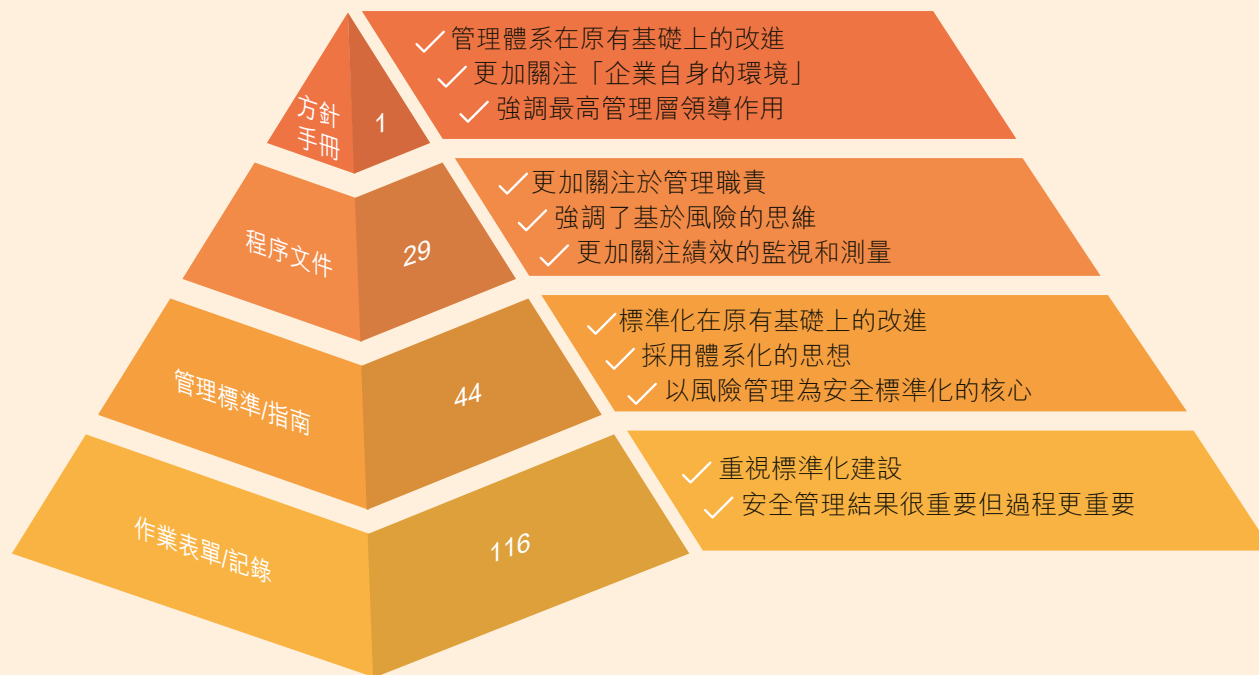 方針
手冊
1
管理體系在原有基礎上的改進
更加關注「企業自身的環境」
強調最高管理層領導作用
程序文件
29
更加關注於管理職責
強調了基於風險的思維
更加關注績效的監視和測量
管理標準/指南
44
標準化在原有基礎上的改進
採用體系化的思想
以風險管理為安全標準化的核心
作業表單/記錄
116
重視標準化建設
安全管理結果很重要但過程更重要